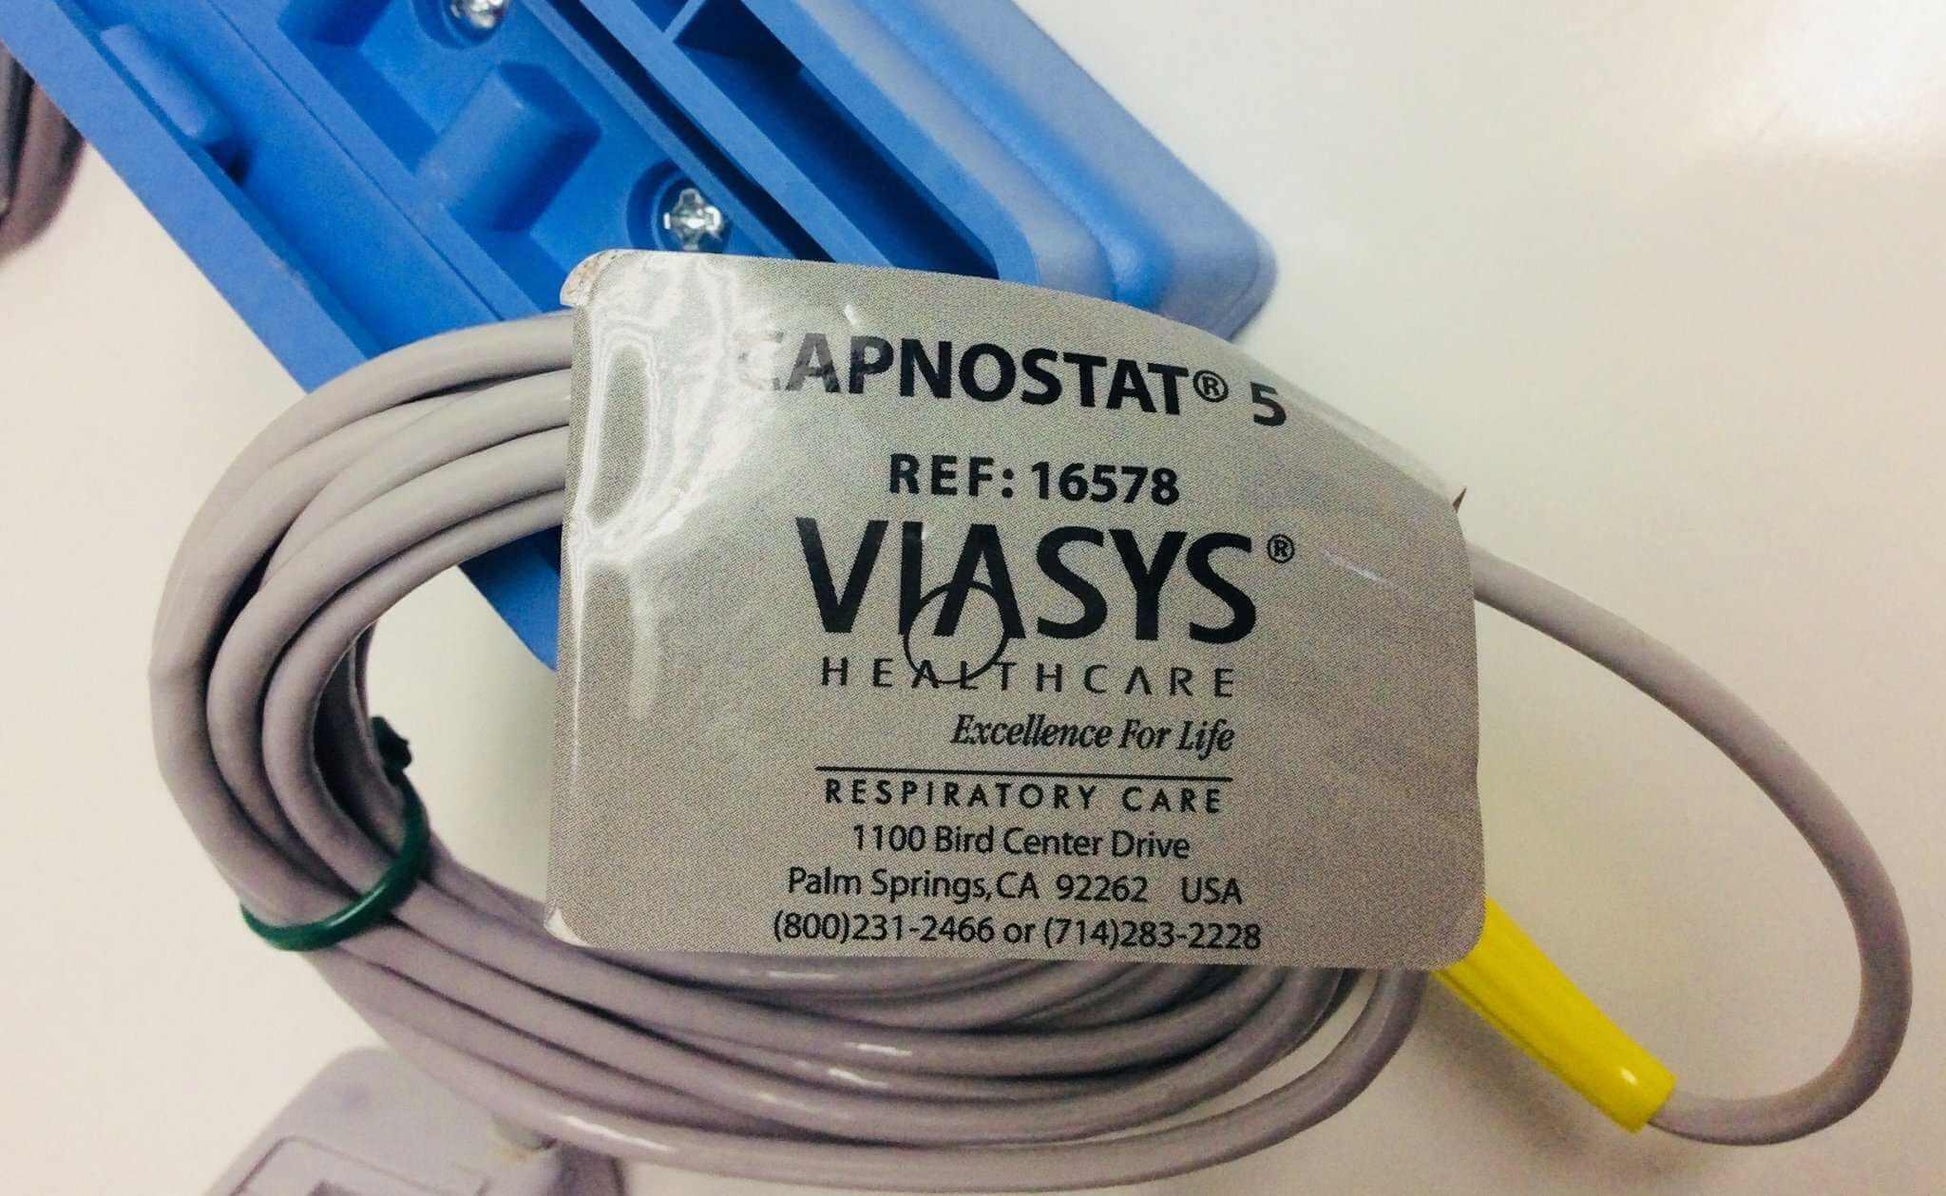 CAPNOSTAT® 5
REF: 16578
VIASYS®
HEALTHCARE
Excellence For Life
RESPIRATORY CARE
1100 Bird Center Drive
Palm Springs,CA 92262 USA
(800)231-2466 or (714)283-2228